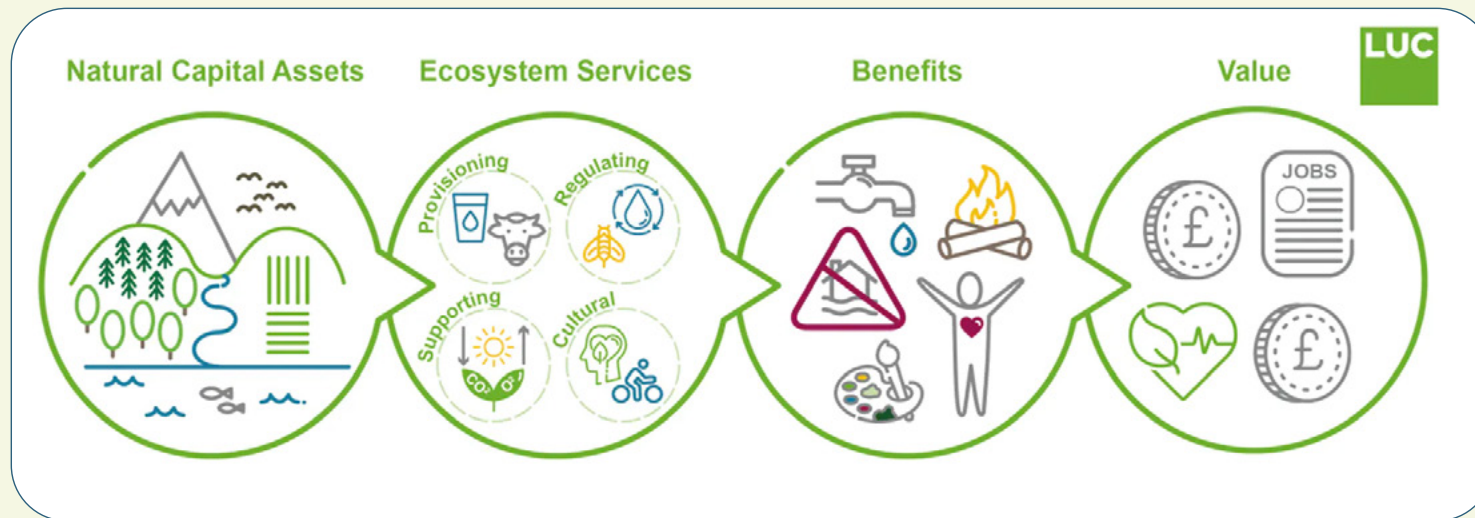 Natural Capital Assets
Ecosystem Services
Benefits
Value
LUC
Provisioning
Regulating
Supporting
Cultural
CO₂
O₂
JOBS
£
£